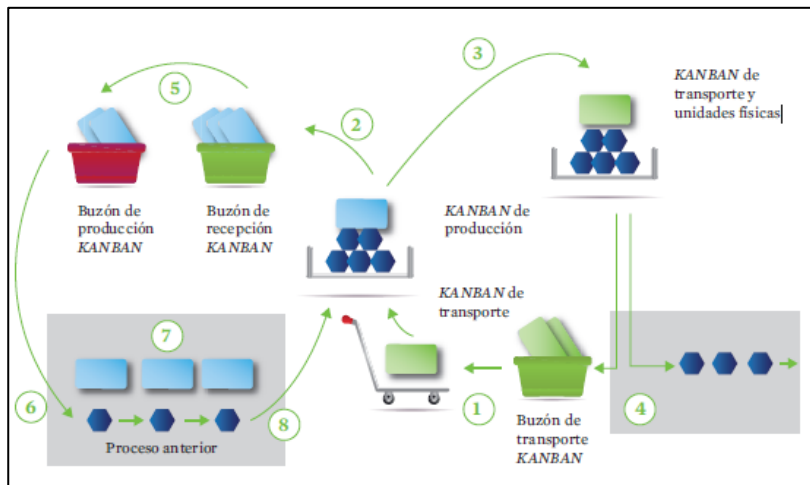 3
KANBAN de
transporte y
unidades físicas
5
2
Buzón de
producción
KANBAN
Buzón de
recepción
KANBAN
KANBAN de
producción
KANBAN de
transporte
7
6
8
1
4
Proceso anterior
Buzón de
transporte
KANBAN